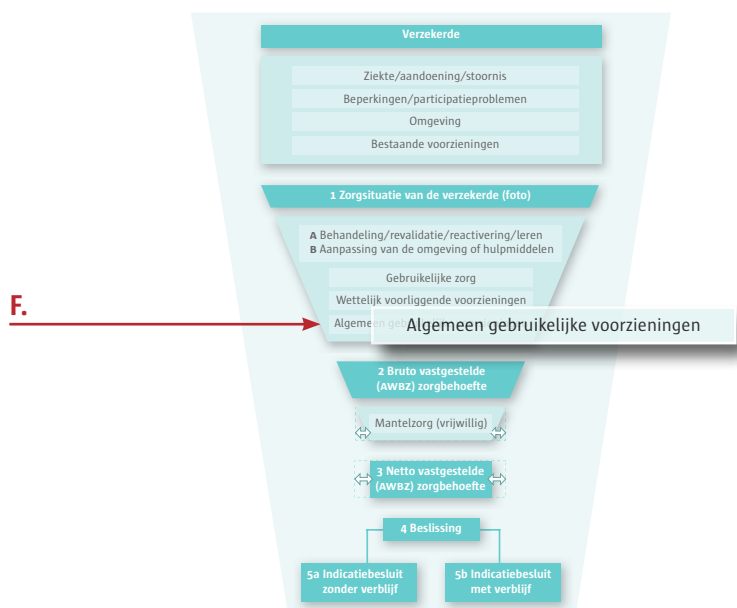 Verzekerde
Ziekte/aandoening/stoornis
Beperkingen/participatieproblemen
Omgeving
Bestaande voorzieningen
1 Zorgsituatie van de verzekerde (foto)
A Behandeling/revalidatie/reactivering/leren
B Aanpassing van de omgeving of hulpmiddelen
Gebruikelijke zorg
Wettelijk voorliggende voorzieningen
F.
Algemeen
Algemeen gebruikelijke voorzieningen
2 Bruto vastgestelde
(AWBZ) zorgbehoefte
Mantelzorg (vrijwillig)
3 Netto vastgestelde
(AWBZ) zorgbehoefte
4 Beslissing
5a Indicatiebesluit
zonder verblijf
5b Indicatiebesluit
met verblijf